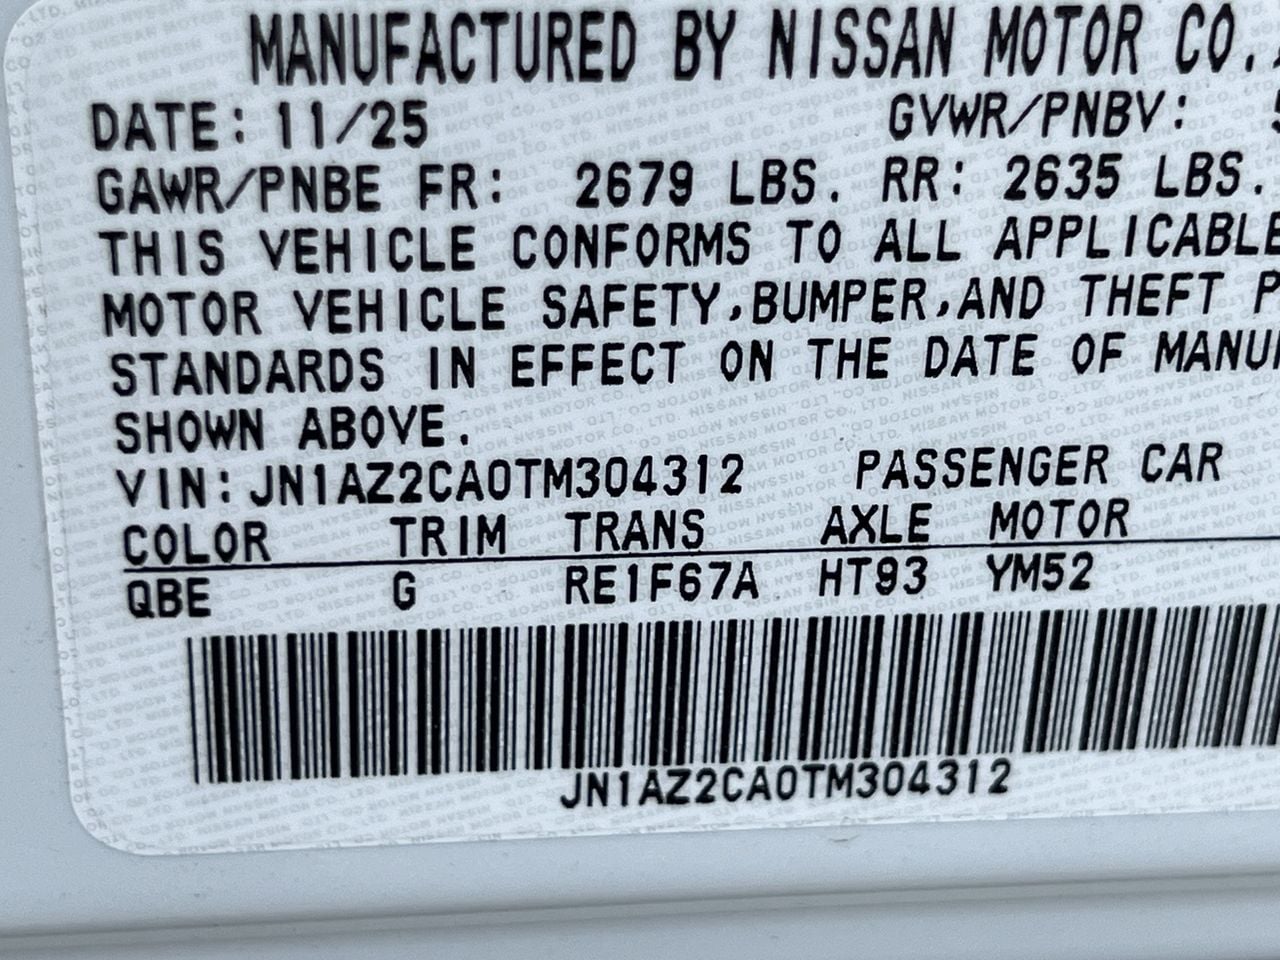 MANUFACTURED BY NISSAN MOTOR CO.
DATE: 11/25 GVWR/PNBV:
GAWR/PNBE FR: 2679 LBS. RR: 2635 LBS.
THIS VEHICLE CONFORMS TO ALL APPLICABLE
MOTOR VEHICLE SAFETY,BUMPER,AND THEFT P
STANDARDS IN EFFECT ON THE DATE OF MANU
SHOWN ABOVE.
VIN:JN1AZ2CA0TM304312 PASSENGER CAR
COLOR TRIM TRANS AXLE MOTOR
QBE G RE1F67A HT93 YM52
JN1AZ2CA0TM304312